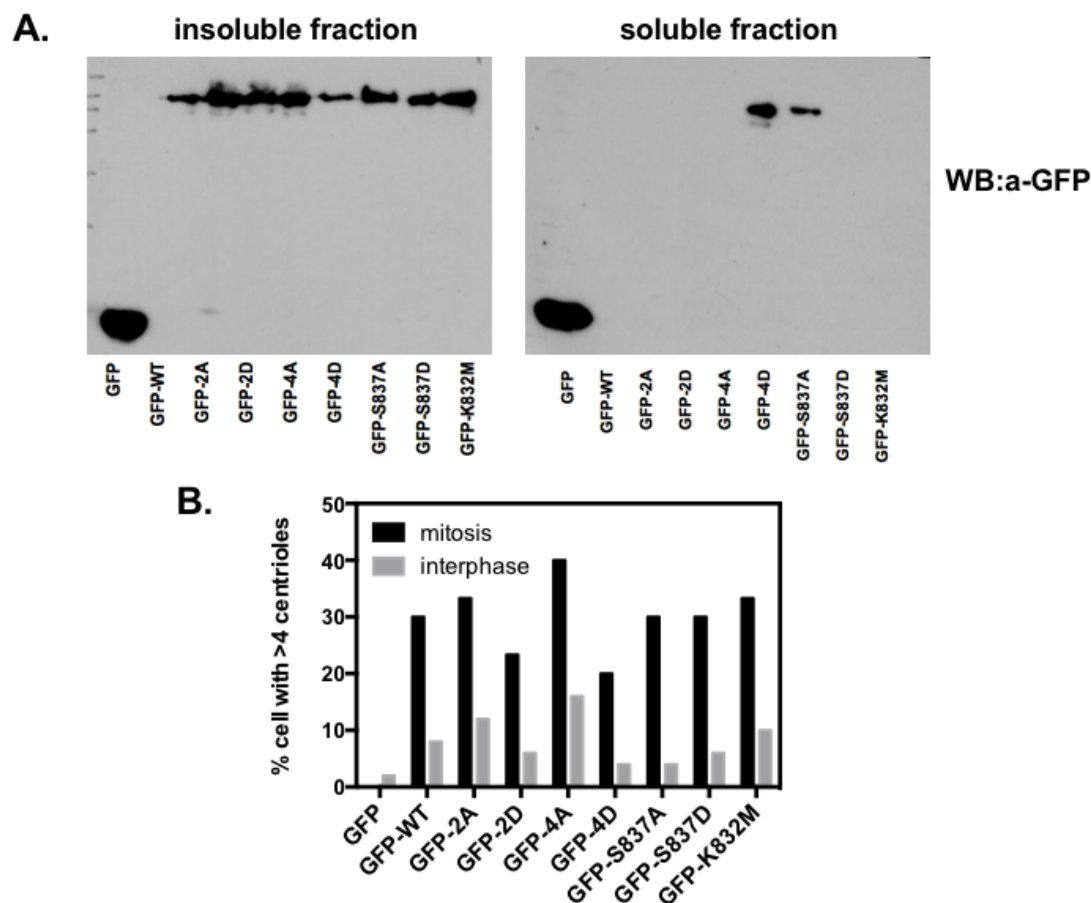 A.
insoluble fraction
soluble fraction
WB:a-GFP
GFP
GFP-WT
GFP-2A
GFP-2D
GFP-4A
GFP-4D
GFP-S837A
GFP-S837D
GFP-K832M
GFP
GFP-WT
GFP-2A
GFP-2D
GFP-4A
GFP-4D
GFP-S837A
GFP-S837D
GFP-K832M
B.
% cell with >4 centrioles
50
40
30
20
10
0
mitosis
interphase
GFP
GFP-WT
GFP-2A
GFP-2D
GFP-4A
GFP-4D
GFP-S837A
GFP-S837D
GFP-K832M